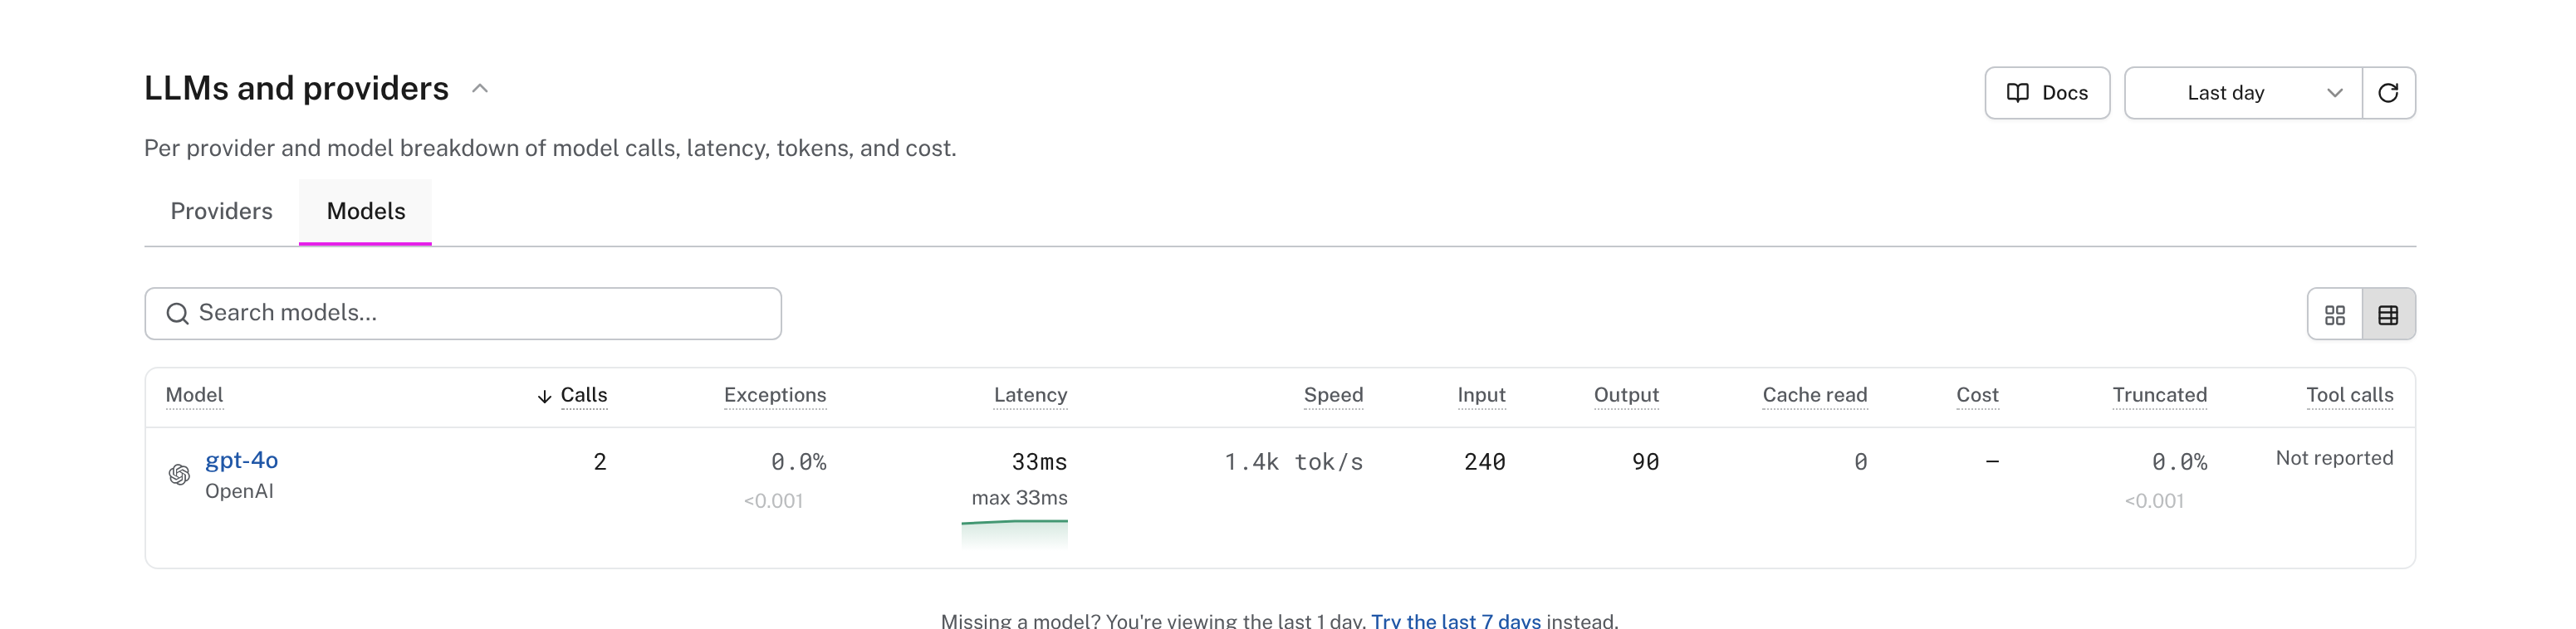 LLMs and providers
Docs
Last day
Per provider and model breakdown of model calls, latency, tokens, and cost.
Providers
Models
Search models...
Model
Calls
Exceptions
Latency
Speed
Input
Output
Cache read
Cost
Truncated
Tool calls
gpt-4o
OpenAI
2
0.0%
<0.001
33ms
max 33ms
1.4k tok/s
240
90
0
–
0.0%
<0.001
Not reported
Missing a model? You're viewing the last 1 day. Try the last 7 days instead.